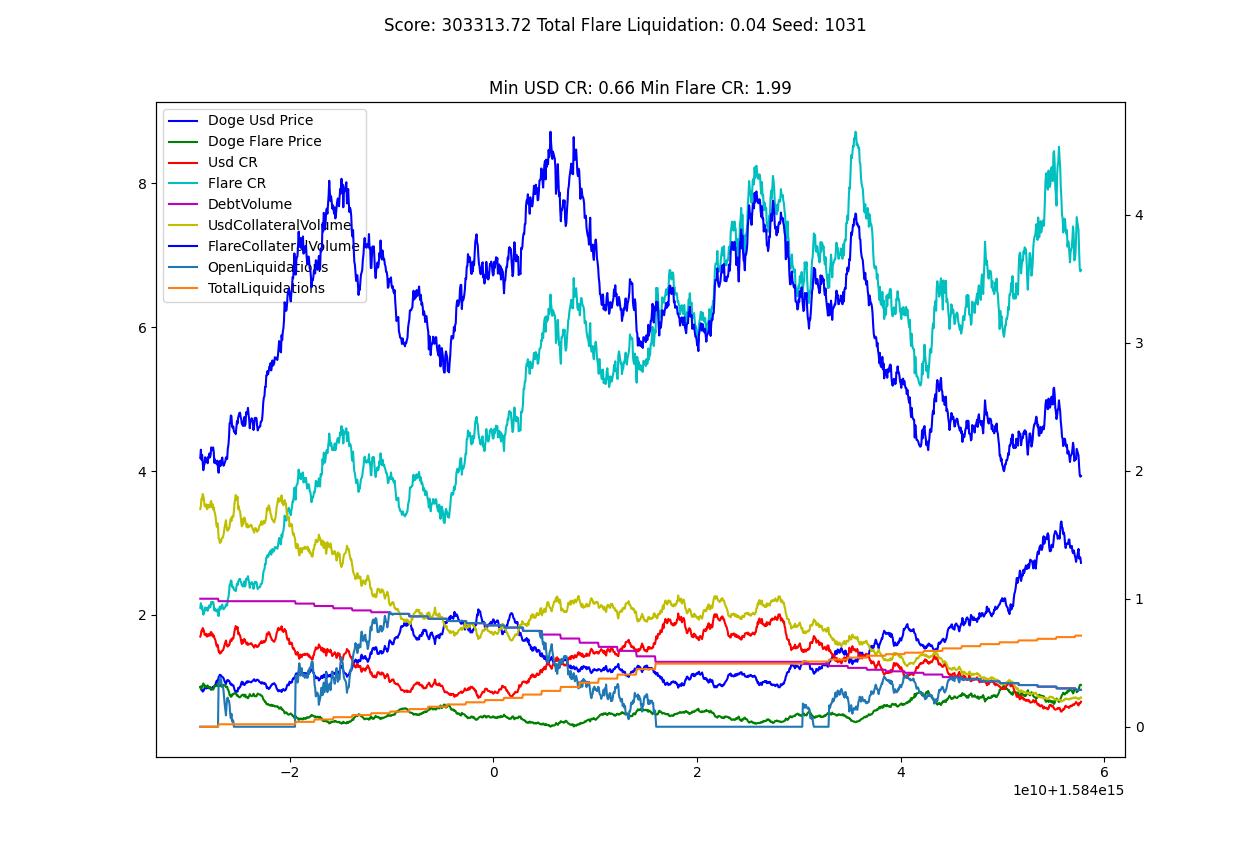 Score: 303313.72 Total Flare Liquidation: 0.04 Seed: 1031
Min USD CR: 0.66 Min Flare CR: 1.99
Doge Usd Price
Doge Flare Price
Usd CR
Flare CR
DebtVolume
UsdCollateralVolume
FlareCollateralVolume
OpenLiquidations
TotalLiquidations
8
6
4
2
4
3
2
1
0
−2
0
2
4
6
1e10+1.584e15